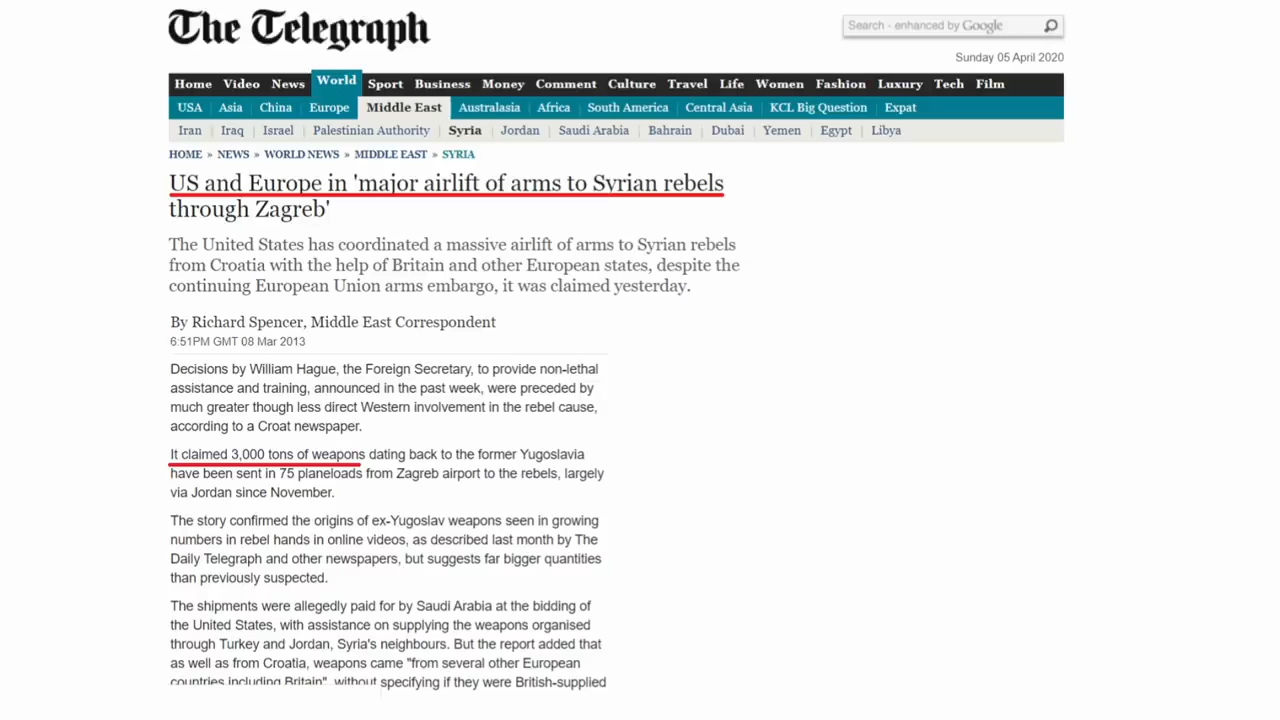 The Telegraph
Search - enhanced by Google
Sunday 05 April 2020
Home Video News World Sport Business Money Comment Culture Travel Life Women Fashion Luxury Tech Film
USA Asia China Europe Middle East Australasia Africa South America Central Asia KCL Big Question Expat
Iran Iraq Israel Palestinian Authority Syria Jordan Saudi Arabia Bahrain Dubai Yemen Egypt Libya
HOME » NEWS » WORLD NEWS » MIDDLE EAST » SYRIA
US and Europe in 'major airlift of arms to Syrian rebels
through Zagreb'
The United States has coordinated a massive airlift of arms to Syrian rebels
from Croatia with the help of Britain and other European states, despite the
continuing European Union arms embargo, it was claimed yesterday.
By Richard Spencer, Middle East Correspondent
6:51PM GMT 08 Mar 2013
Decisions by William Hague, the Foreign Secretary, to provide non-lethal
assistance and training, announced in the past week, were preceded by
much greater though less direct Western involvement in the rebel cause,
according to a Croat newspaper.
It claimed 3,000 tons of weapons dating back to the former Yugoslavia
have been sent in 75 planeloads from Zagreb airport to the rebels, largely
via Jordan since November.
The story confirmed the origins of ex-Yugoslav weapons seen in growing
numbers in rebel hands in online videos, as described last month by The
Daily Telegraph and other newspapers, but suggests far bigger quantities
than previously suspected.
The shipments were allegedly paid for by Saudi Arabia at the bidding of
the United States, with assistance on supplying the weapons organised
through Turkey and Jordan, Syria's neighbours. But the report added that
as well as from Croatia, weapons came "from several other European
countries including Britain", without specifying if they were British-supplied